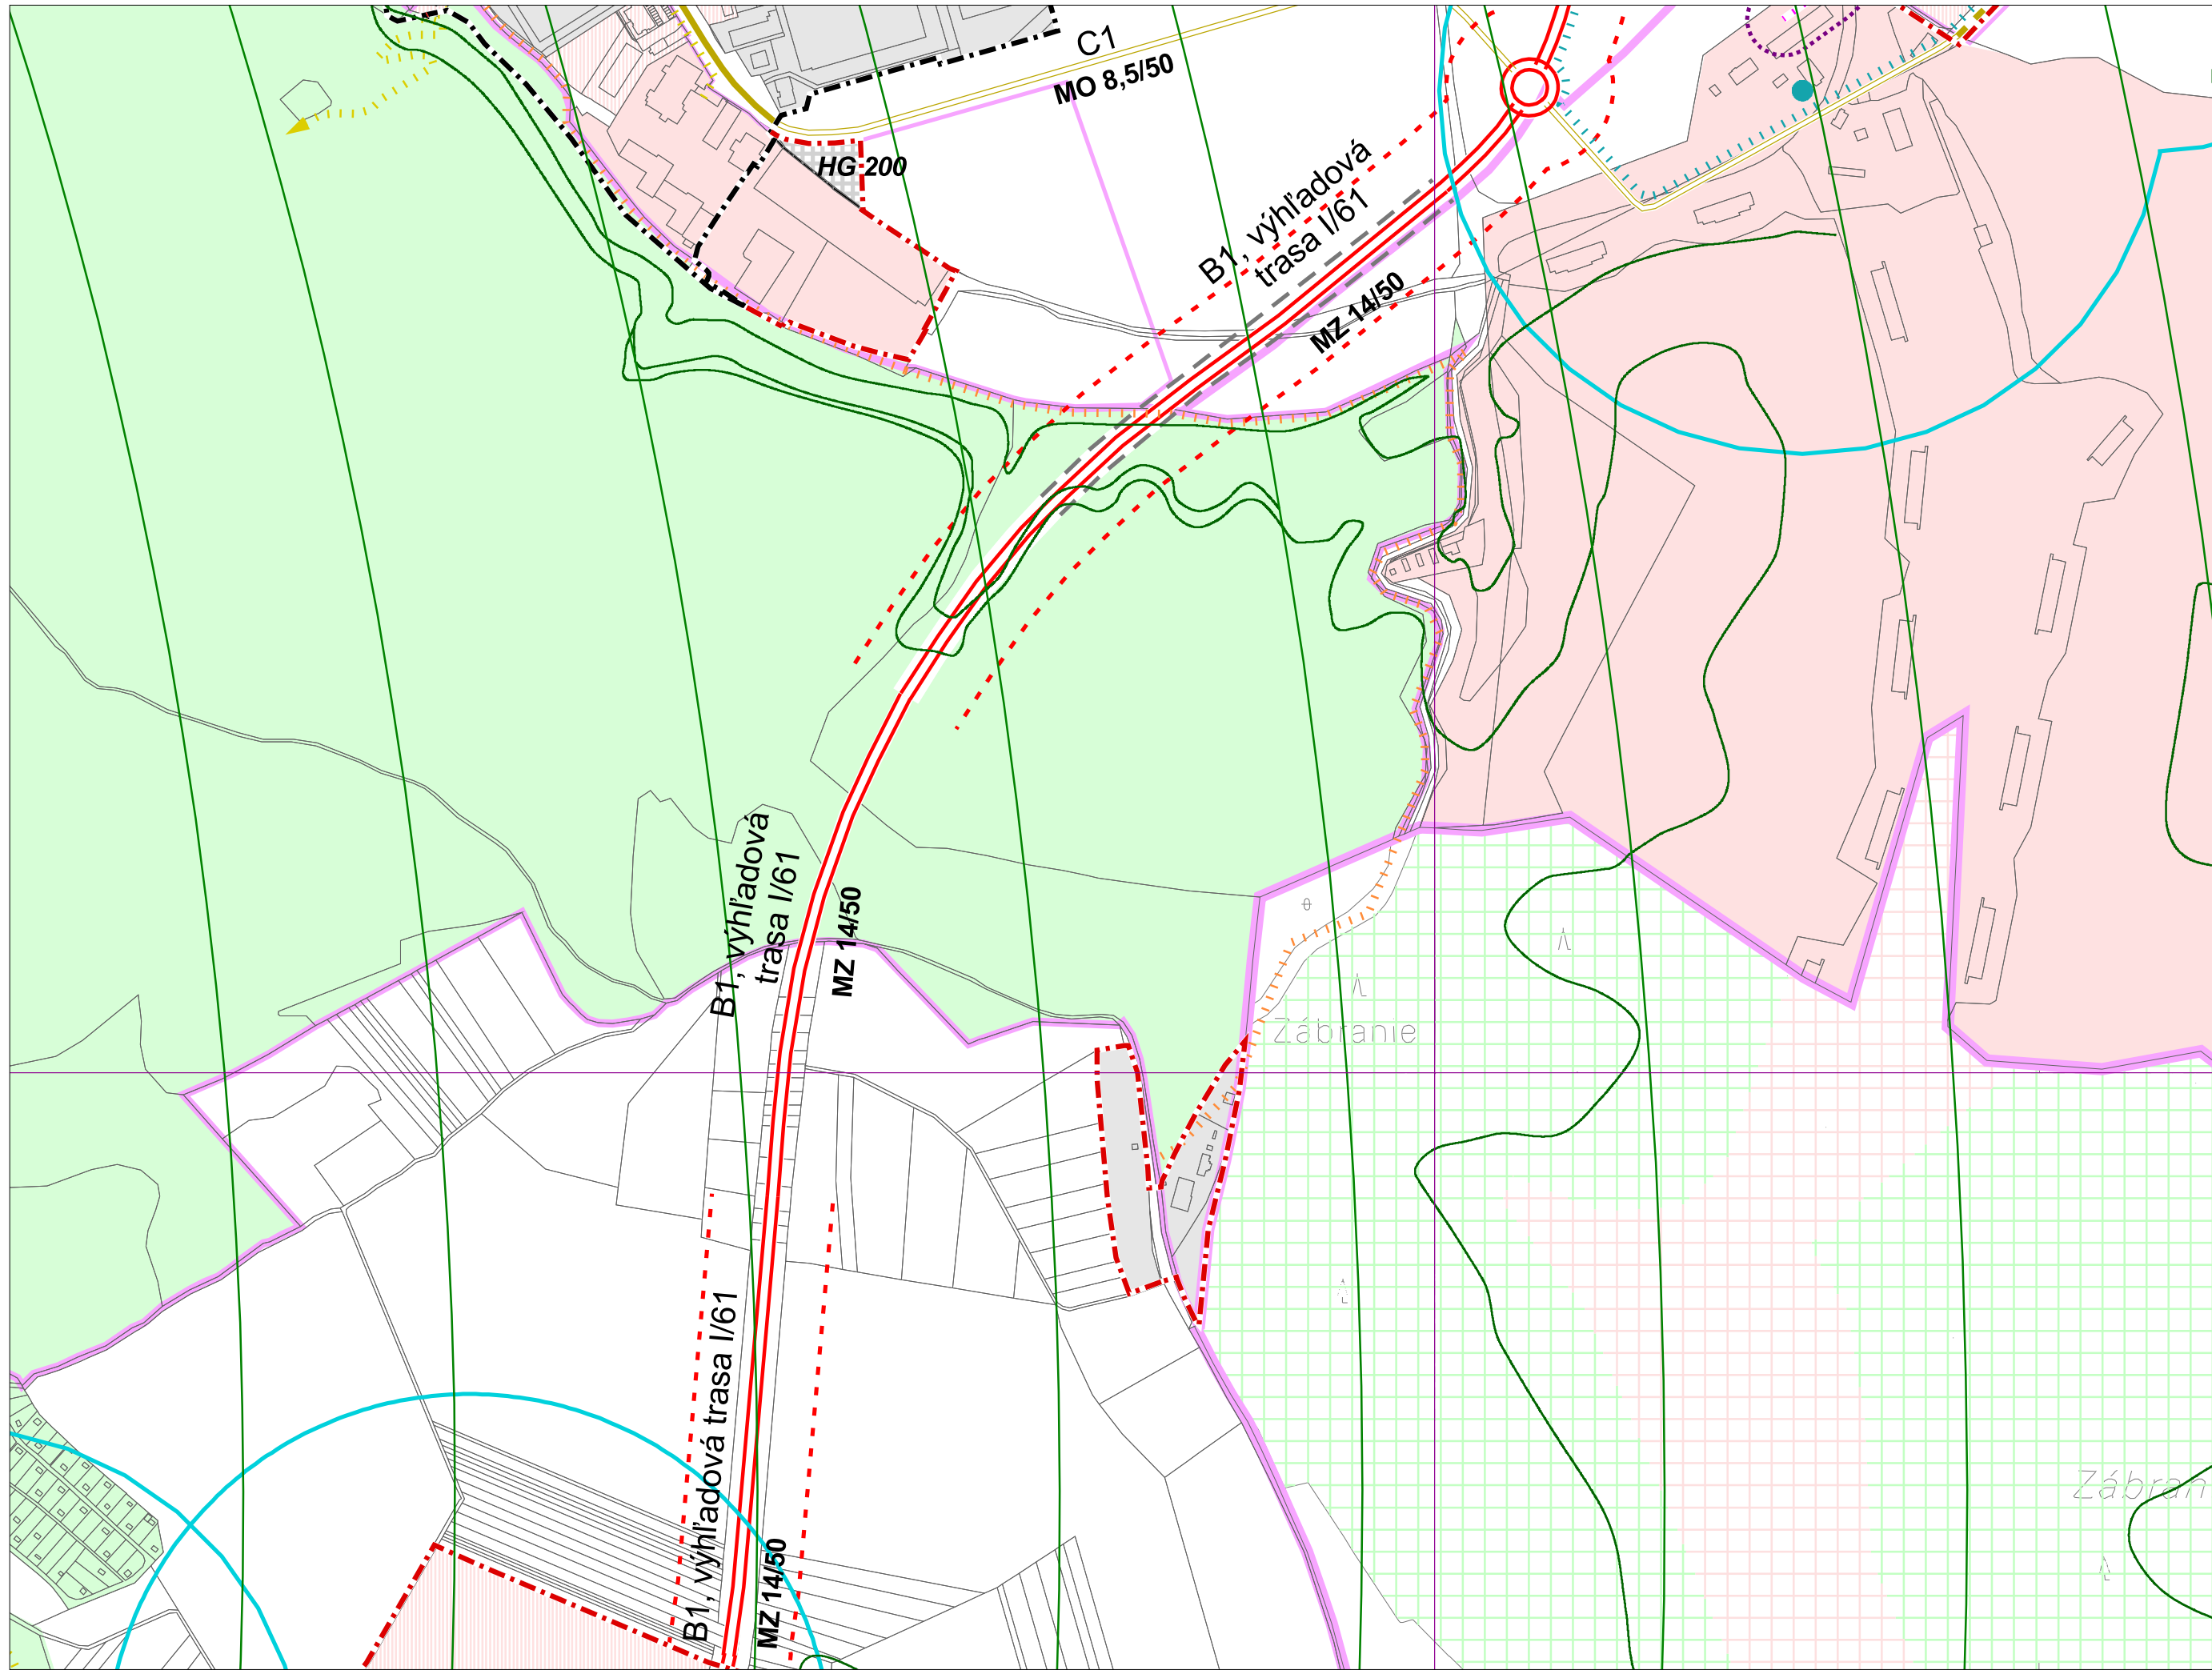 C1
MO 8,5/50
HG 200
B1, výhľadová
trasa I/61
MZ 14/50
B1, výhľadová
trasa I/61
MZ 14/50
Zábranie
B1, výhľadová trasa I/61
MZ 14/50
Zábran